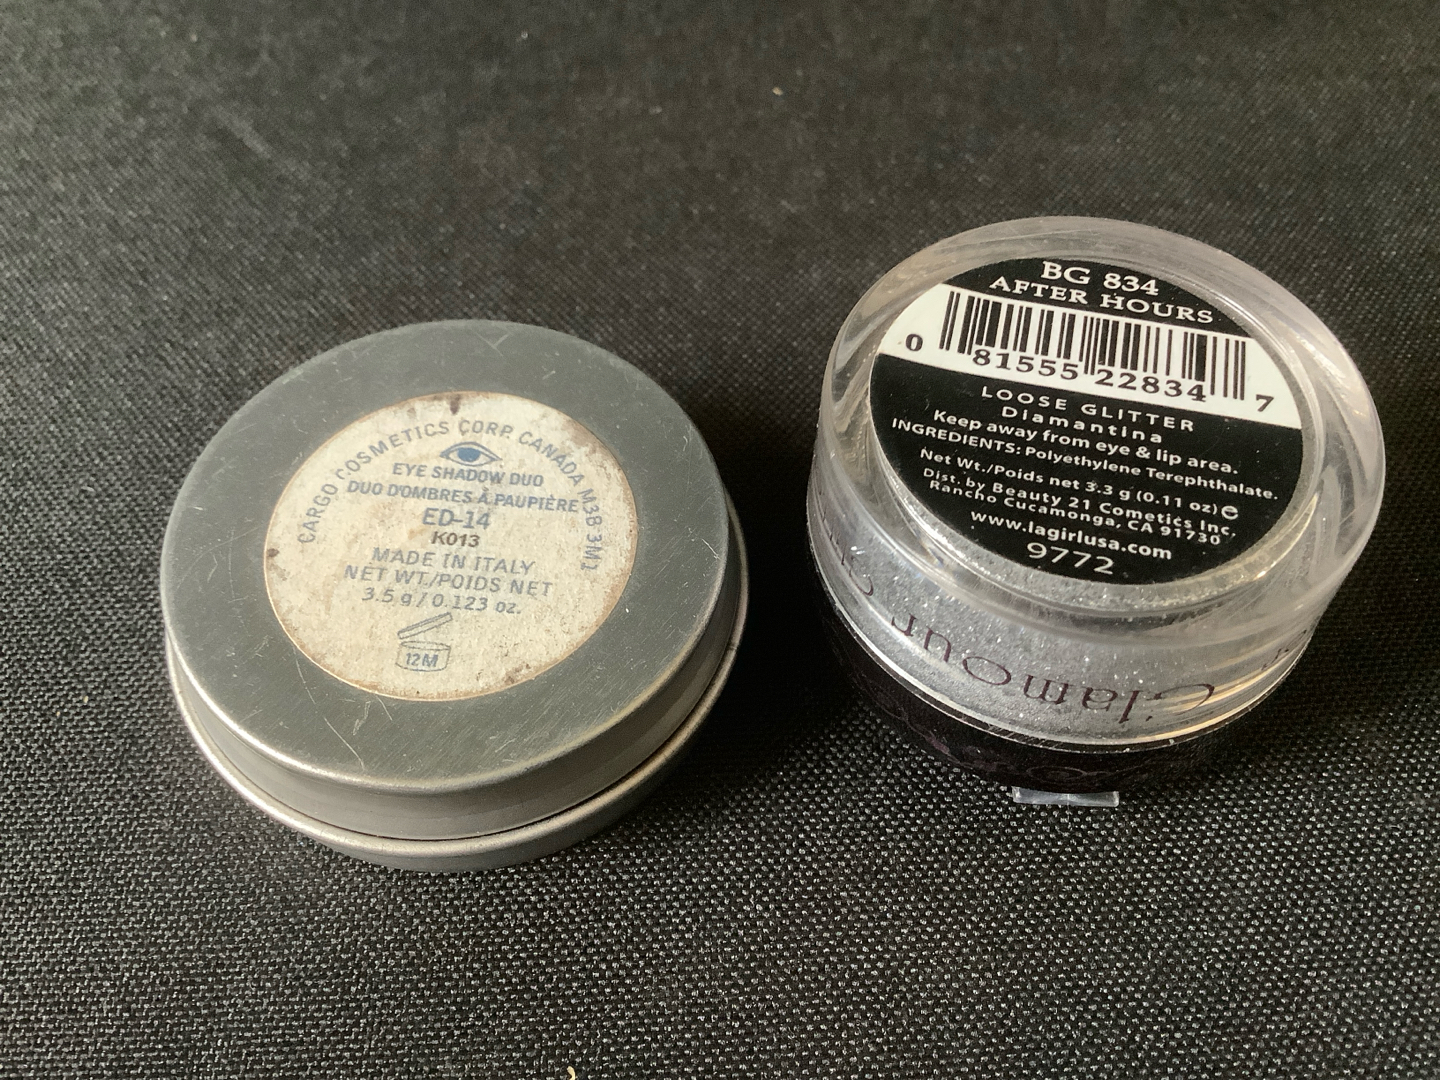 CARGO COSMETICS CORP. CANADA M3B 3M1
EYE SHADOW DUO
DUO D'OMBRES À PAUPIÈRE
ED-14
K013
MADE IN ITALY
NET WT./POIDS NET
3.5 g / 0.123 oz.
12M
BG 834
AFTER HOURS
0 81555 22834 7
LOOSE GLITTER
Diamantina
Keep away from eye & lip area.
INGREDIENTS: Polyethylene Terephthalate.
Net Wt./Poids net 3.3 g (0.11 oz) e
Dist. by Beauty 21 Cometics Inc,
Rancho Cucamonga, CA 91730
www.lagirlusa.com
9772
Glamour